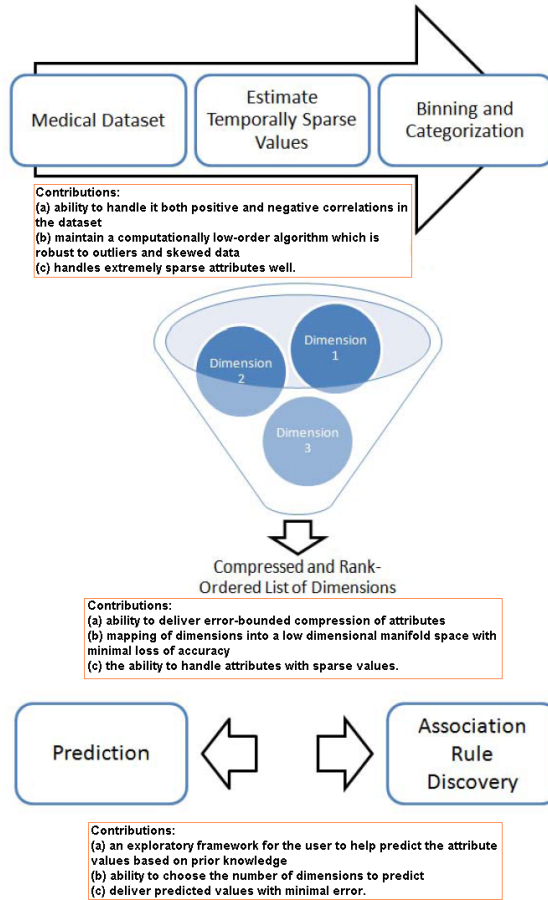 Medical Dataset
Estimate
Temporally Sparse
Values
Binning and
Categorization
Contributions:
(a) ability to handle it both positive and negative correlations in
the dataset
(b) maintain a computationally low-order algorithm which is
robust to outliers and skewed data
(c) handles extremely sparse attributes well.
Dimension
1
Dimension
2
Dimension
3
Compressed and Rank-
Ordered List of Dimensions
Contributions:
(a) ability to deliver error-bounded compression of attributes
(b) mapping of dimensions into a low dimensional manifold space with
minimal loss of accuracy
(c) the ability to handle attributes with sparse values.
Prediction
Association
Rule
Discovery
Contributions:
(a) an exploratory framework for the user to help predict the attribute
values based on prior knowledge
(b) ability to choose the number of dimensions to predict
(c) deliver predicted values with minimal error.